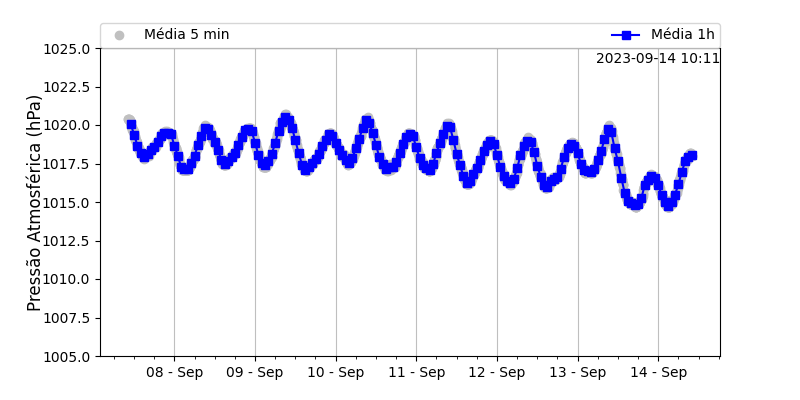 Média 5 min
Média 1h
2023-09-14 10:11
Pressão Atmosférica (hPa)
1025.0
1022.5
1020.0
1017.5
1015.0
1012.5
1010.0
1007.5
1005.0
08 - Sep
09 - Sep
10 - Sep
11 - Sep
12 - Sep
13 - Sep
14 - Sep